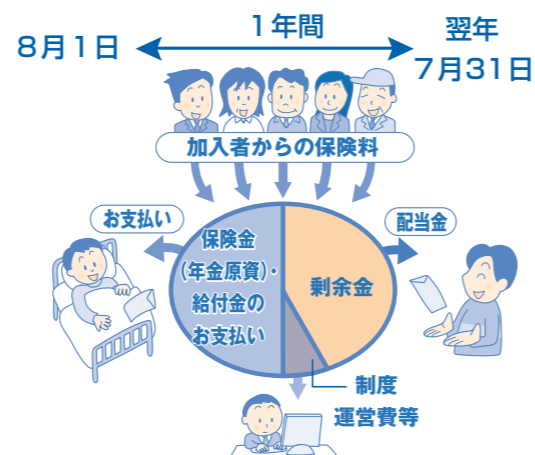 8月1日
1年間
翌年
7月31日
加入者からの保険料
お支払い
配当金
保険金
(年金原資)・
給付金の
お支払い
剰余金
制度
運営費等